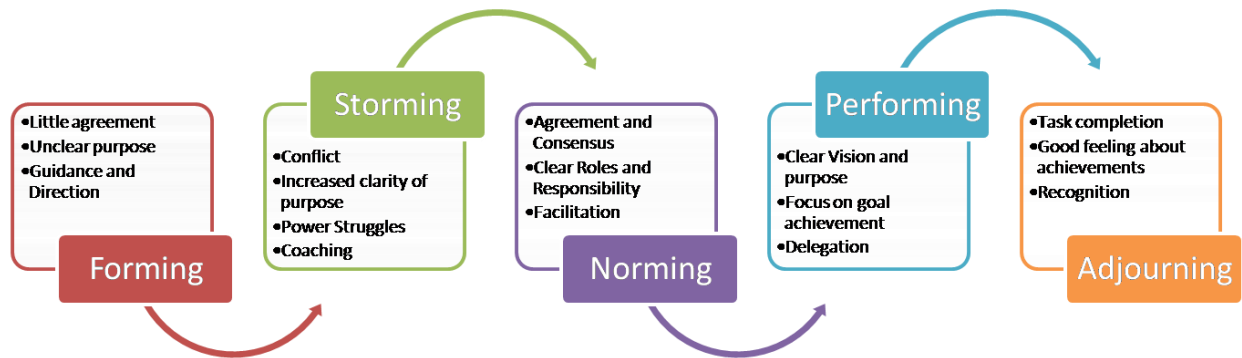 •Little agreement
•Unclear purpose
•Guidance and
Direction
Forming
Storming
•Conflict
•Increased clarity of
purpose
•Power Struggles
•Coaching
•Agreement and
Consensus
•Clear Roles and
Responsibility
•Facilitation
Norming
Performing
•Clear Vision and
purpose
•Focus on goal
achievement
•Delegation
•Task completion
•Good feeling about
achievements
•Recognition
Adjourning